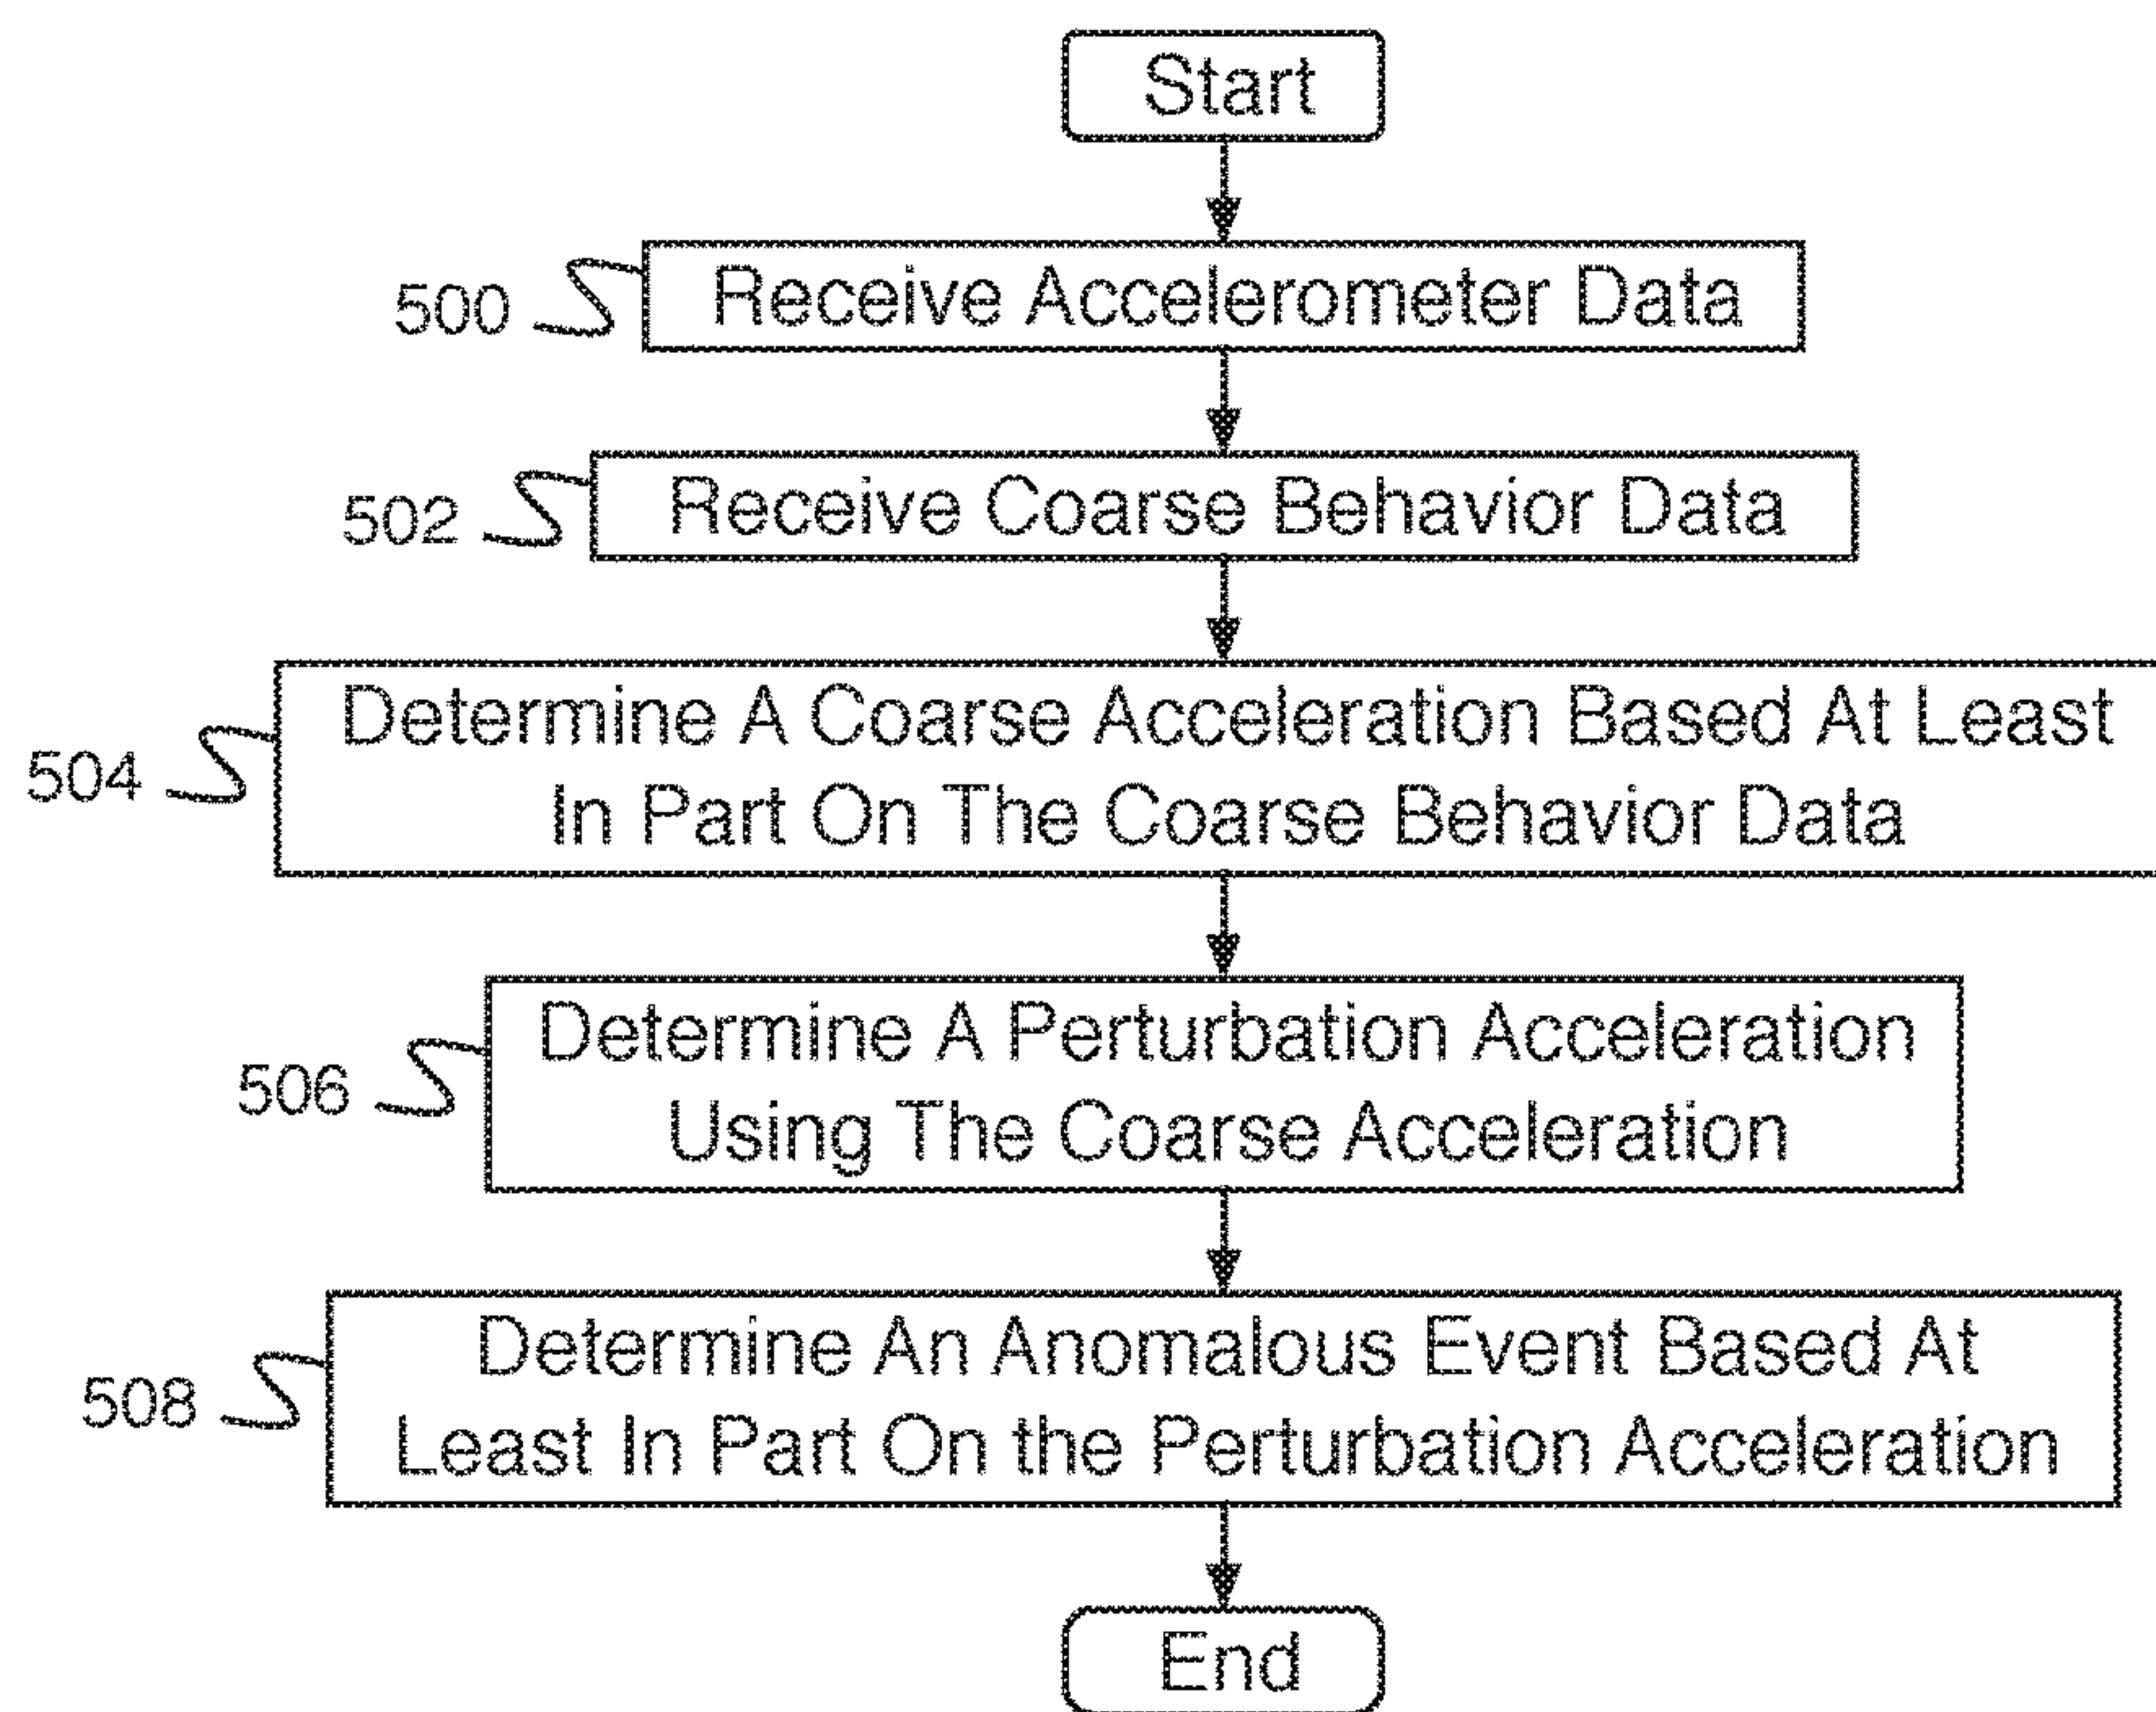 Start
500
Receive Accelerometer Data
502
Receive Coarse Behavior Data
504
Determine A Coarse Acceleration Based At Least
In Part On The Coarse Behavior Data
506
Determine A Perturbation Acceleration
Using The Coarse Acceleration
508
Determine An Anomalous Event Based At
Least In Part On the Perturbation Acceleration
End